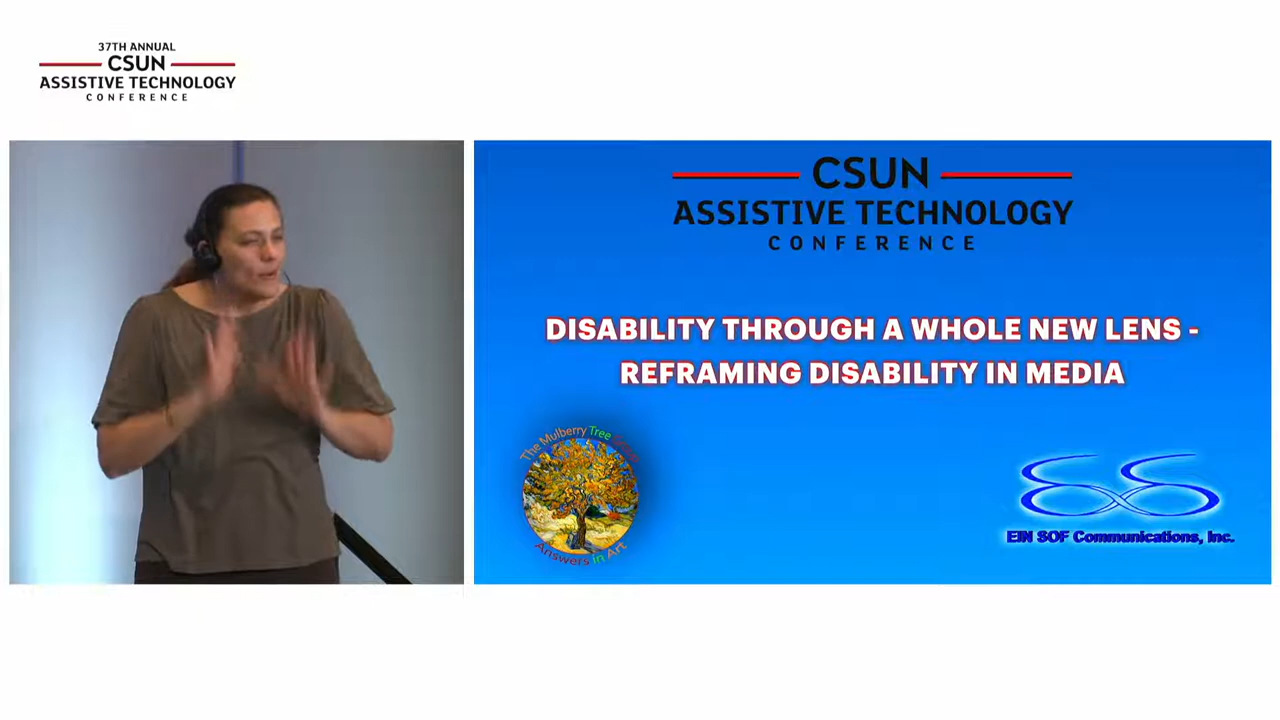 37TH ANNUAL
CSUN
ASSISTIVE TECHNOLOGY
CONFERENCE
CSUN
ASSISTIVE TECHNOLOGY
CONFERENCE
DISABILITY THROUGH A WHOLE NEW LENS -
REFRAMING DISABILITY IN MEDIA
The Mulberry Tree Group
Answers in Art
EIN SOF Communications, Inc.